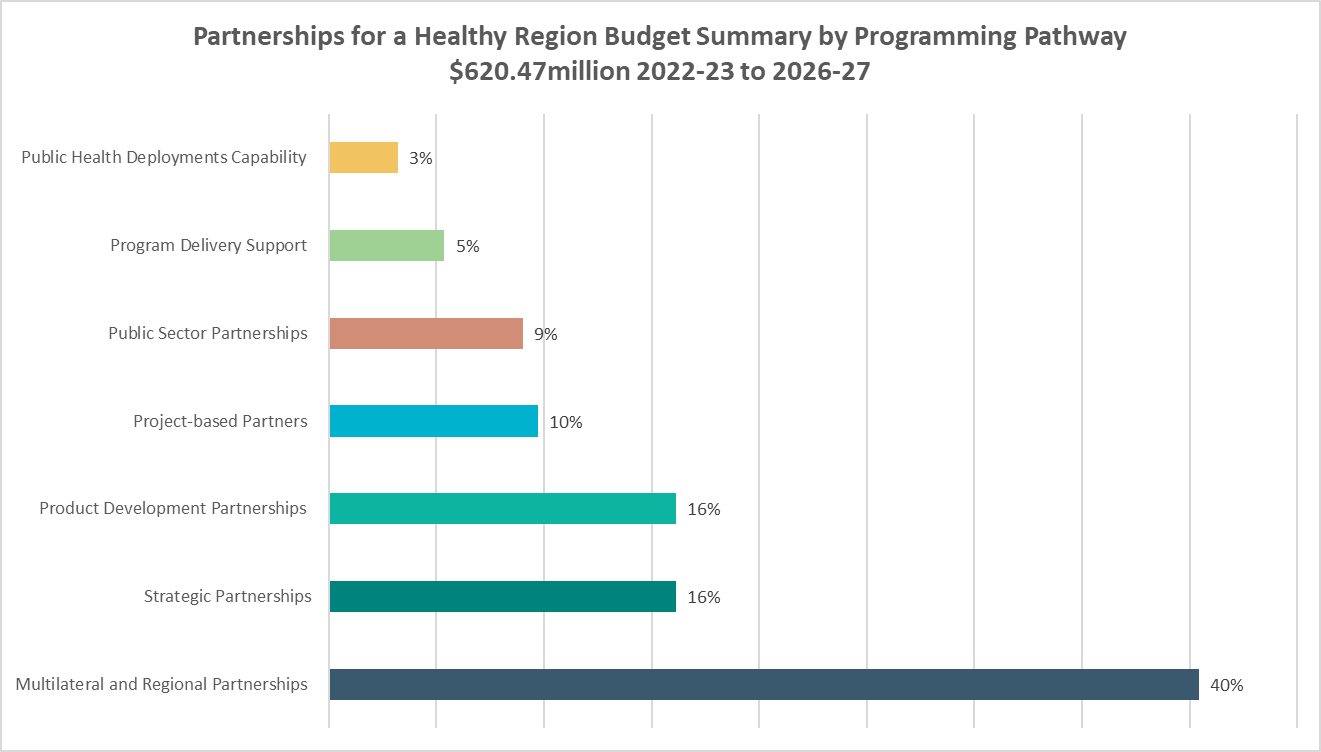 Partnerships for a Healthy Region Budget Summary by Programming Pathway
$620.47million 2022-23 to 2026-27
Public Health Deployments Capability 3%
Program Delivery Support 5%
Public Sector Partnerships 9%
Project-based Partners 10%
Product Development Partnerships 16%
Strategic Partnerships 16%
Multilateral and Regional Partnerships 40%